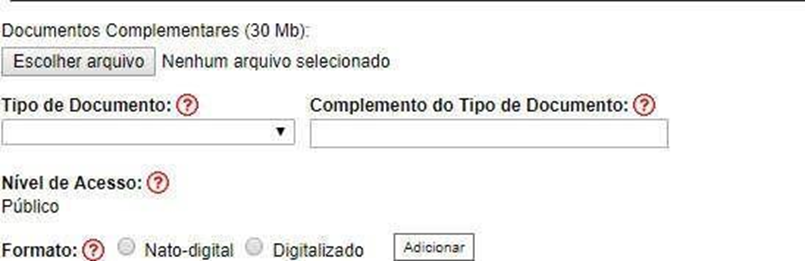 Documentos Complementares (30 Mb):
Escolher arquivo Nenhum arquivo selecionado
Tipo de Documento: ? Complemento do Tipo de Documento: ?
Nível de Acesso: ?
Público
Formato: ? Nato-digital Digitalizado Adicionar